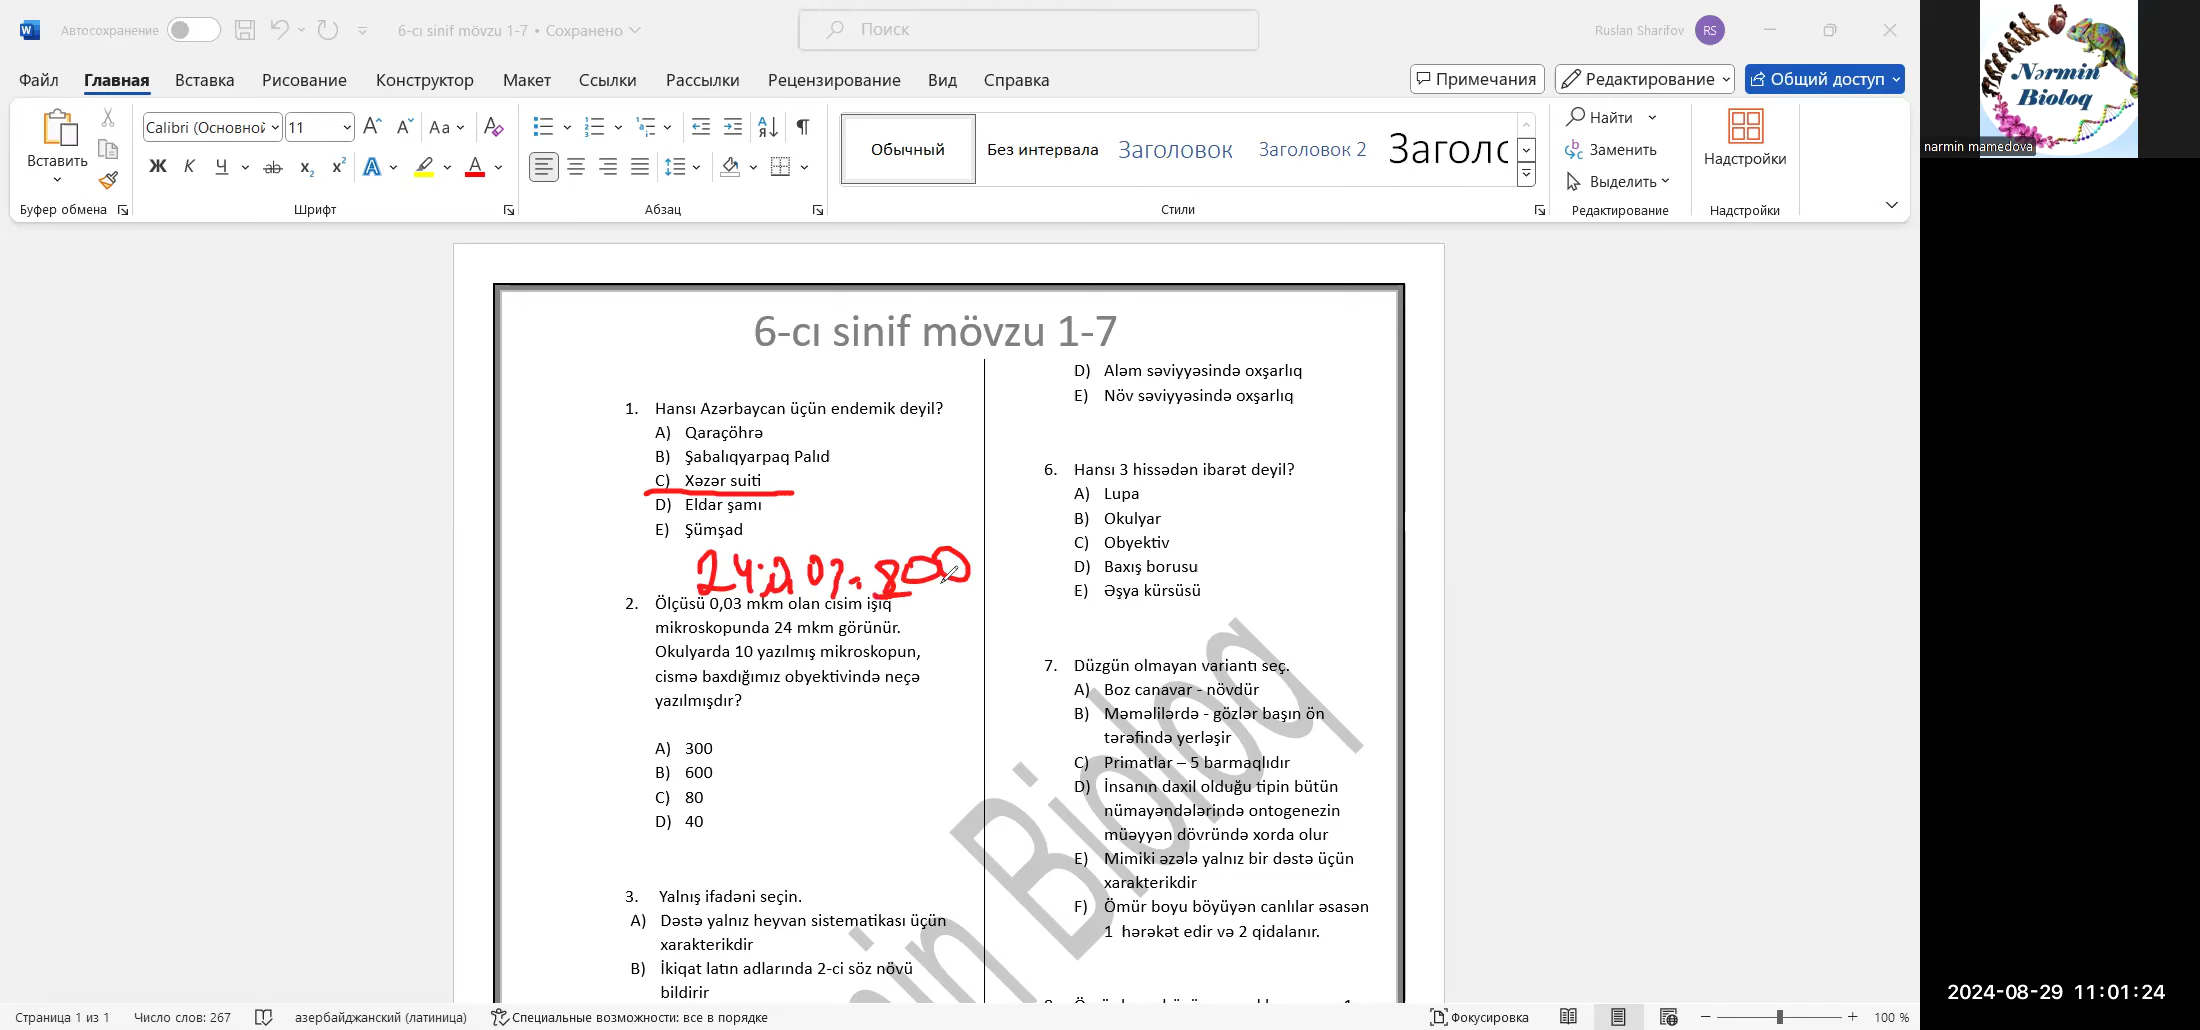 Автосохранение
6-cı sinif mövzu 1-7 • Сохранено
Поиск
Ruslan Sharifov
RS
Файл Главная Вставка Рисование Конструктор Макет Ссылки Рассылки Рецензирование Вид Справка
Примечания Редактирование Общий доступ
Вставить
Calibri (Основной 11
Обычный Без интервала Заголовок Заголовок 2 Заголо
Найти
Заменить
Выделить
Надстройки
Буфер обмена Шрифт Абзац Стили Редактирование Надстройки
Nərmin
Bioloq
narmin mamedova
6-cı sinif mövzu 1-7
1. Hansı Azərbaycan üçün endemik deyil?
A) Qaraçöhrə
B) Şabalıqyarpaq Palıd
C) Xəzər suiti
D) Eldar şamı
E) Şümşad
2. Ölçüsü 0,03 mkm olan cisim işıq
mikroskopunda 24 mkm görünür.
Okulyarda 10 yazılmış mikroskopun,
cismə baxdığımız obyektivində neçə
yazılmışdır?
A) 300
B) 600
C) 80
D) 40
3. Yalnış ifadəni seçin.
A) Dəstə yalnız heyvan sistematikası üçün
xarakterikdir
B) İkiqat latın adlarında 2-ci söz növü
bildirir
D) Aləm səviyyəsində oxşarlıq
E) Növ səviyyəsində oxşarlıq
6. Hansı 3 hissədən ibarət deyil?
A) Lupa
B) Okulyar
C) Obyektiv
D) Baxış borusu
E) Əşya kürsüsü
7. Düzgün olmayan variantı seç.
A) Boz canavar - növdür
B) Məməlilərdə - gözlər başın ön
tərəfində yerləşir
C) Primatlar – 5 barmaqlıdır
D) İnsanın daxil olduğu tipin bütün
nümayəndələrində ontogenezin
müəyyən dövründə xorda olur
E) Mimiki əzələ yalnız bir dəstə üçün
xarakterikdir
F) Ömür boyu böyüyən canlılar əsasən
1 hərəkət edir və 2 qidalanır.
Bioloq
2024-08-29 11:01:24
Страница 1 из 1 Число слов: 267 азербайджанский (латиница) Специальные возможности: все в порядке Фокусировка 100 %